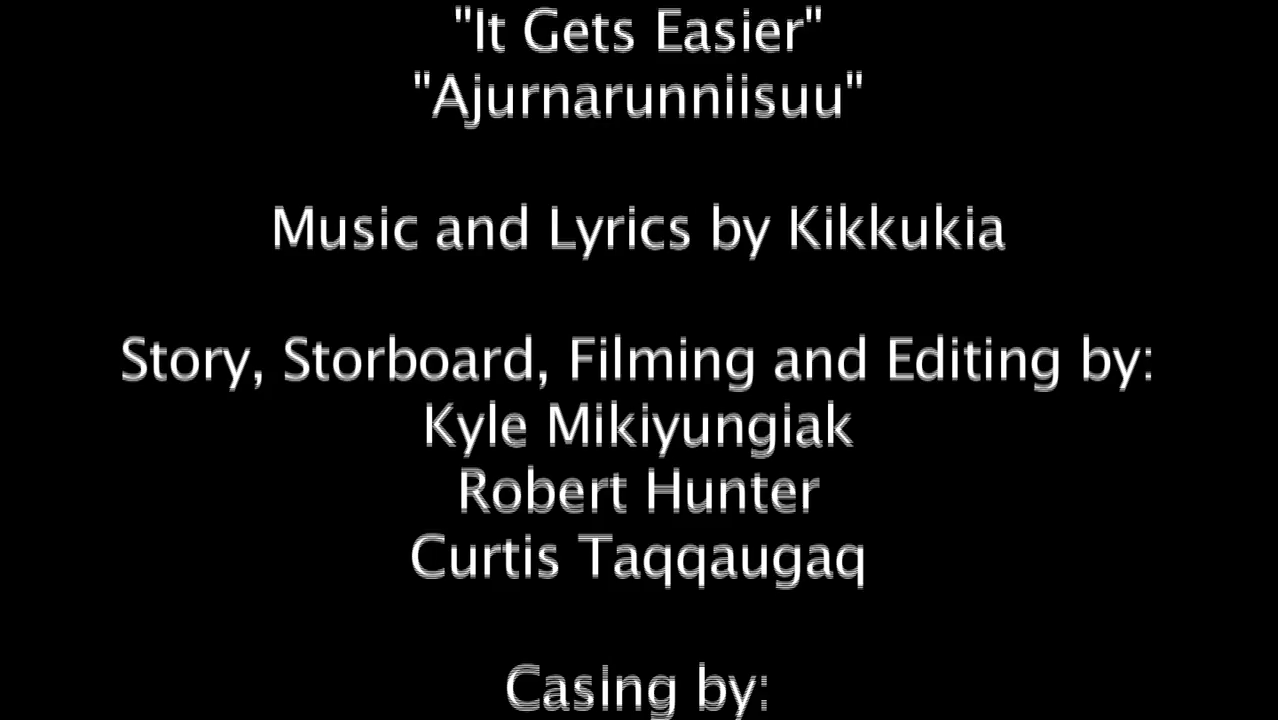 "It Gets Easier"
"Ajurnarunniisuu"
Music and Lyrics by Kikkukia
Story, Storboard, Filming and Editing by:
Kyle Mikiyungiak
Robert Hunter
Curtis Taqqaugaq
Casing by: